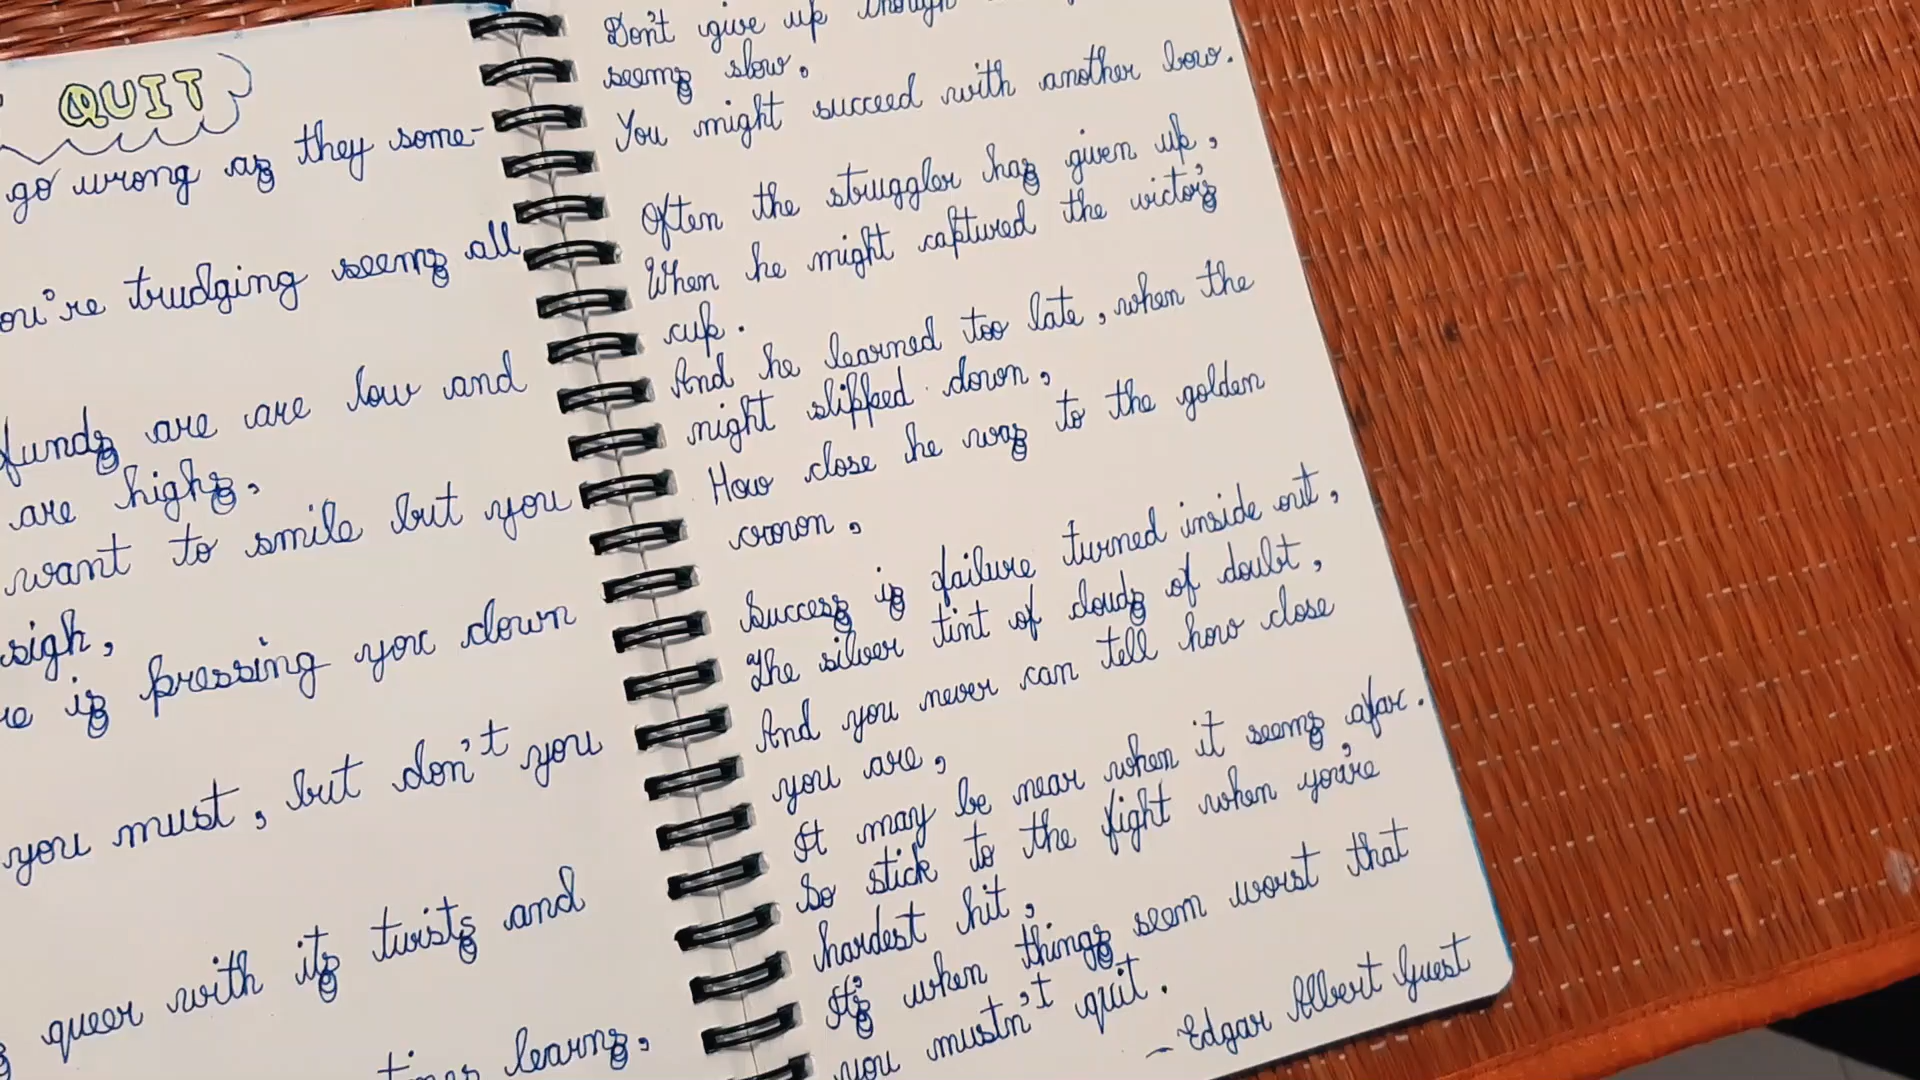 QUIT
go wrong as they some-
ou're trudging seems all
funds are are low and
are highs,
want to smile but you
sigh,
is pressing you down
you must, but don't you
queer with its twists and
learns,
Don't give up though
seems slow,
You might succeed with another bow.
Often the struggler has given up,
When he might captured the victor's
cup.
And he learned too late, when the
night slipped down,
How close he was to the golden
crown,
Success is failure turned inside out,
The silver tint of clouds of doubt,
And you never can tell how close
you are,
It may be near when it seems afar.
So stick to the fight when you're
hardest hit,
It's when things seem worst that
you mustn't quit.
- Edgar Albert Guest